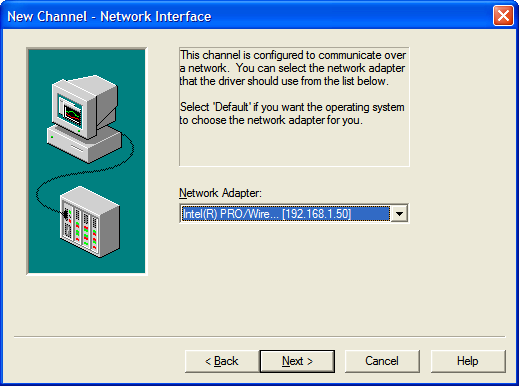 New Channel - Network Interface
This channel is configured to communicate over
a network. You can select the network adapter
that the driver should use from the list below.
Select 'Default' if you want the operating system
to choose the network adapter for you.
Network Adapter:
Intel(R) PRO/Wire... [192.168.1.50]
< Back
Next >
Cancel
Help